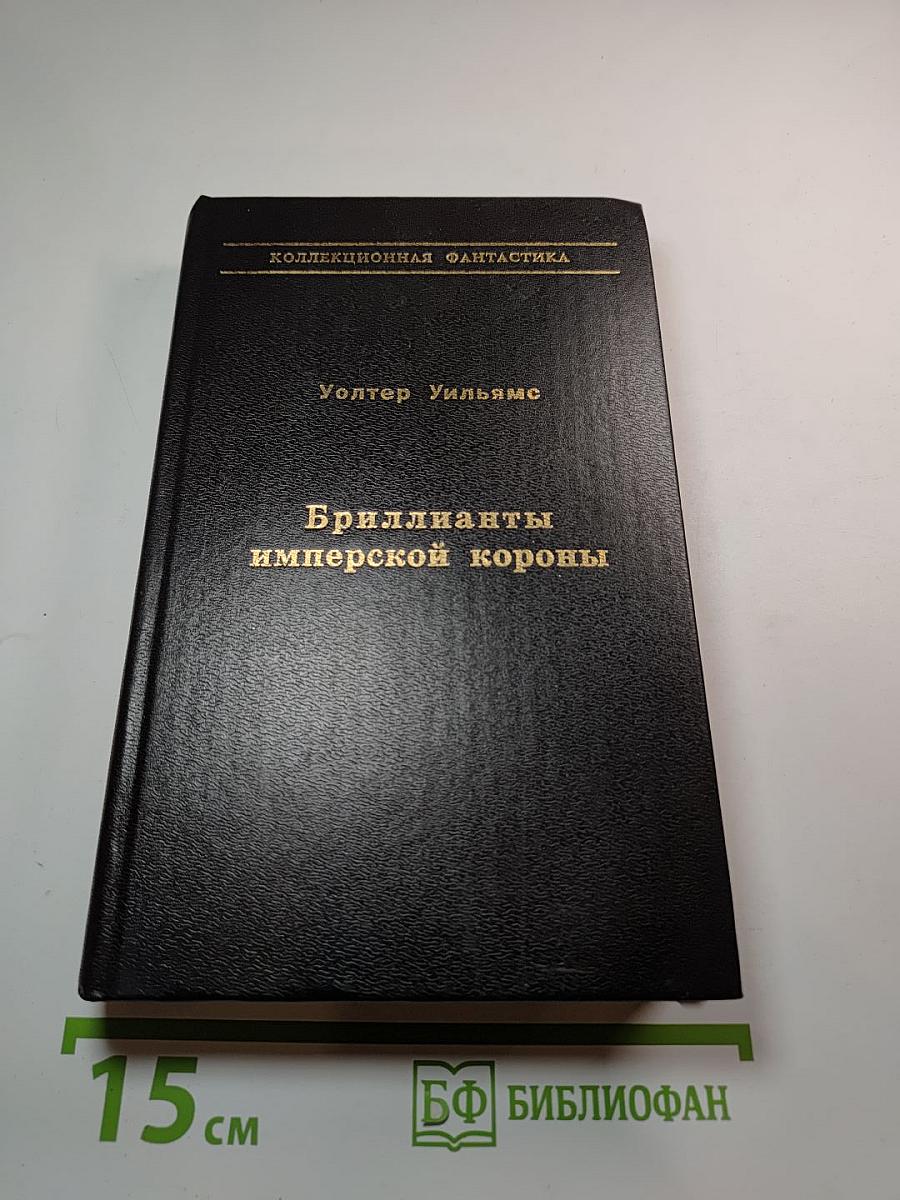 КОЛЛЕКЦИОННАЯ ФАНТАСТИКА
Уолтер Уильямс
Бриллианты
имперской короны
15 см
БФ БИБЛИОФАН